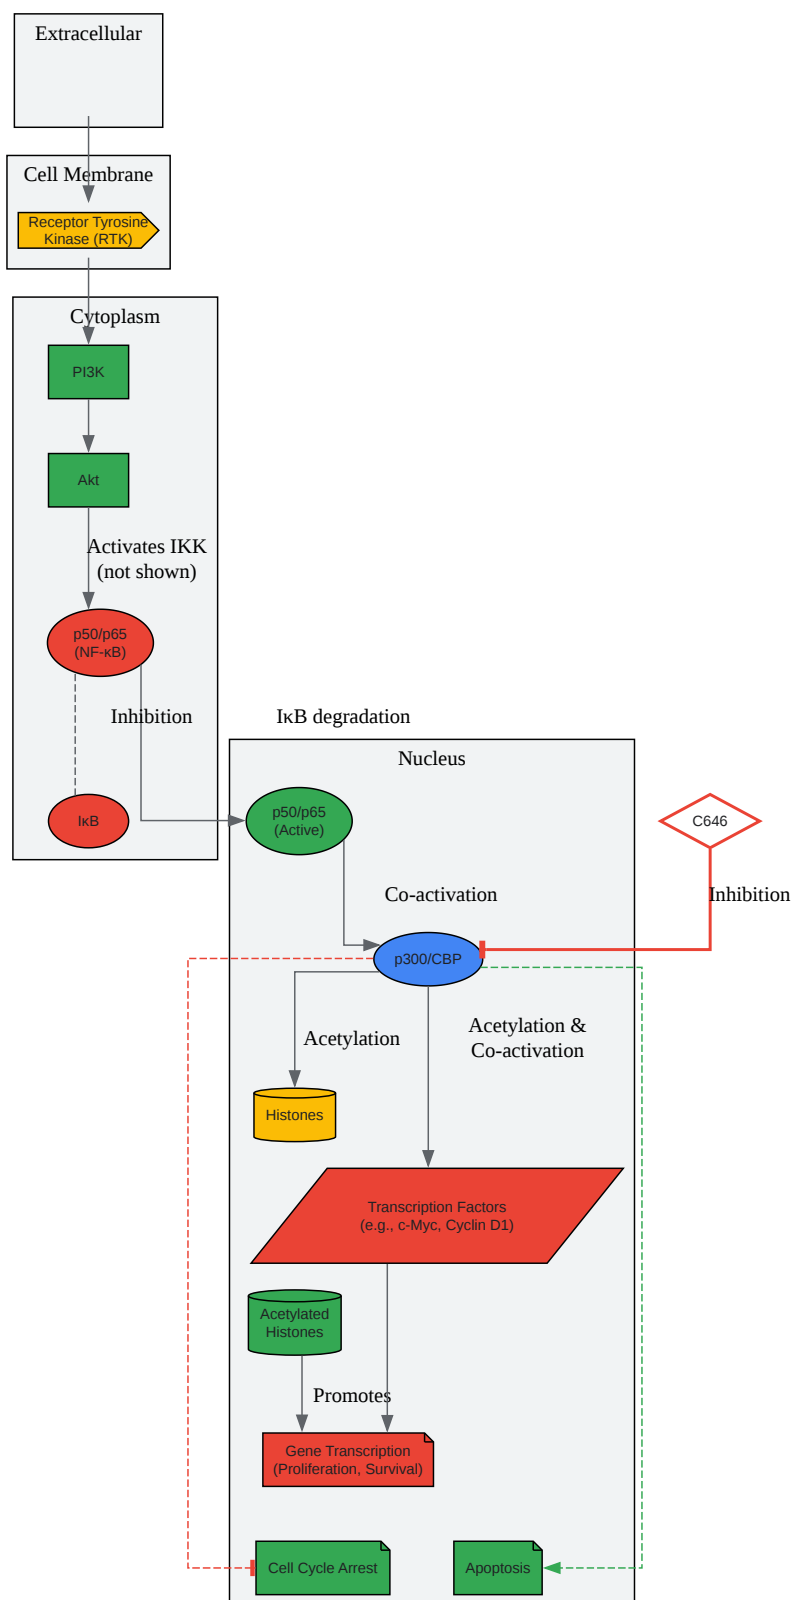 Extracellular
Cell Membrane
Receptor Tyrosine
Kinase (RTK)
Cytoplasm
PI3K
Akt
Activates IKK
(not shown)
p50/p65
(NF-κB)
Inhibition
IκB degradation
Nucleus
IκB
p50/p65
(Active)
C646
Co-activation
Inhibition
p300/CBP
Acetylation
Acetylation &
Co-activation
Histones
Transcription Factors
(e.g., c-Myc, Cyclin D1)
Acetylated
Histones
Promotes
Gene Transcription
(Proliferation, Survival)
Cell Cycle Arrest
Apoptosis